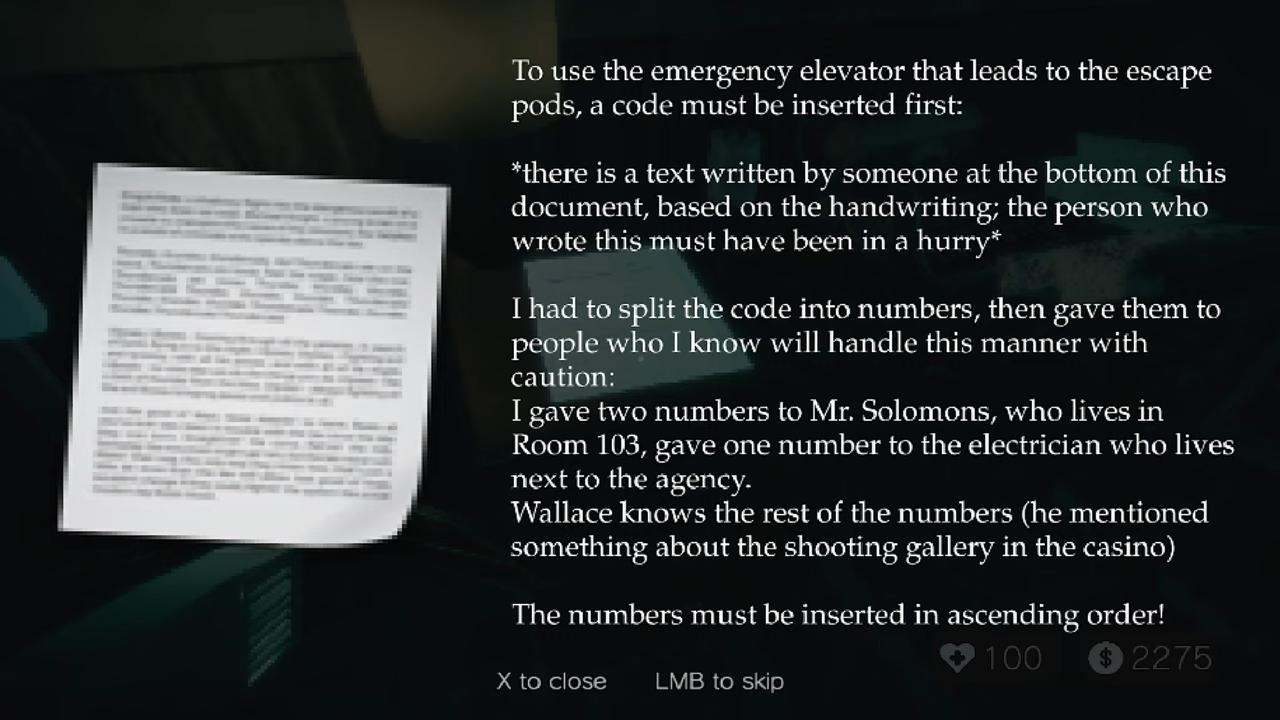 To use the emergency elevator that leads to the escape
pods, a code must be inserted first:
*there is a text written by someone at the bottom of this
document, based on the handwriting; the person who
wrote this must have been in a hurry*
I had to split the code into numbers, then gave them to
people who I know will handle this manner with
caution:
I gave two numbers to Mr. Solomons, who lives in
Room 103, gave one number to the electrician who lives
next to the agency.
Wallace knows the rest of the numbers (he mentioned
something about the shooting gallery in the casino)
The numbers must be inserted in ascending order!
100 $ 2275
X to close LMB to skip